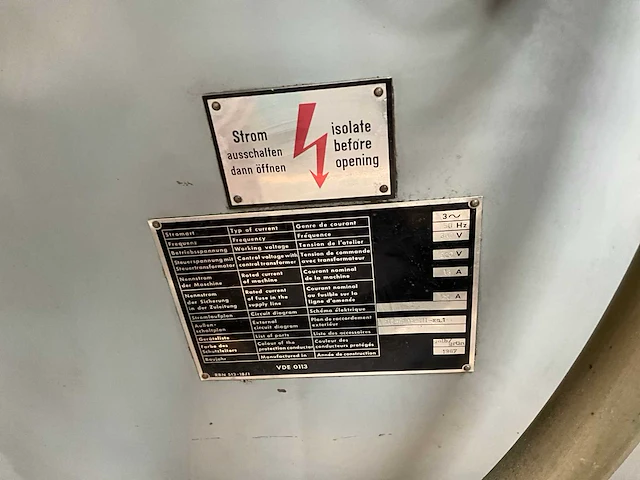 Strom
ausschalten
dann öffnen
isolate
before
opening
Stromart Typ of current Genre de courant 3~
Frequenz Frequency Fréquence Hz
Betriebsspannung Working voltage Tension de l'atelier V
Steuerspannung mit Control voltage with Tension de commande V
Steuertransformator control transformer avec transformateur
Nennstrom Rated current Courant nominal A
der Maschine of machine de la machine
Nennstrom Rated current Courant nominal A
der Sicherung of fuse in the au fusible sur la
in der Zuleitung supply line ligne d'amenée
Stromlaufplan Circuit diagram Schéma électrique
Außen- External Plan de raccordement
schaltplan circuit diagram extérieur
Geräteliste List of parts Liste des accessoires
Farbe des Colour of the Couleur des
Schutzleiters protection conductor conducteurs protégés
Baujahr Manufactured in Année de construction 1987
VDE 0113